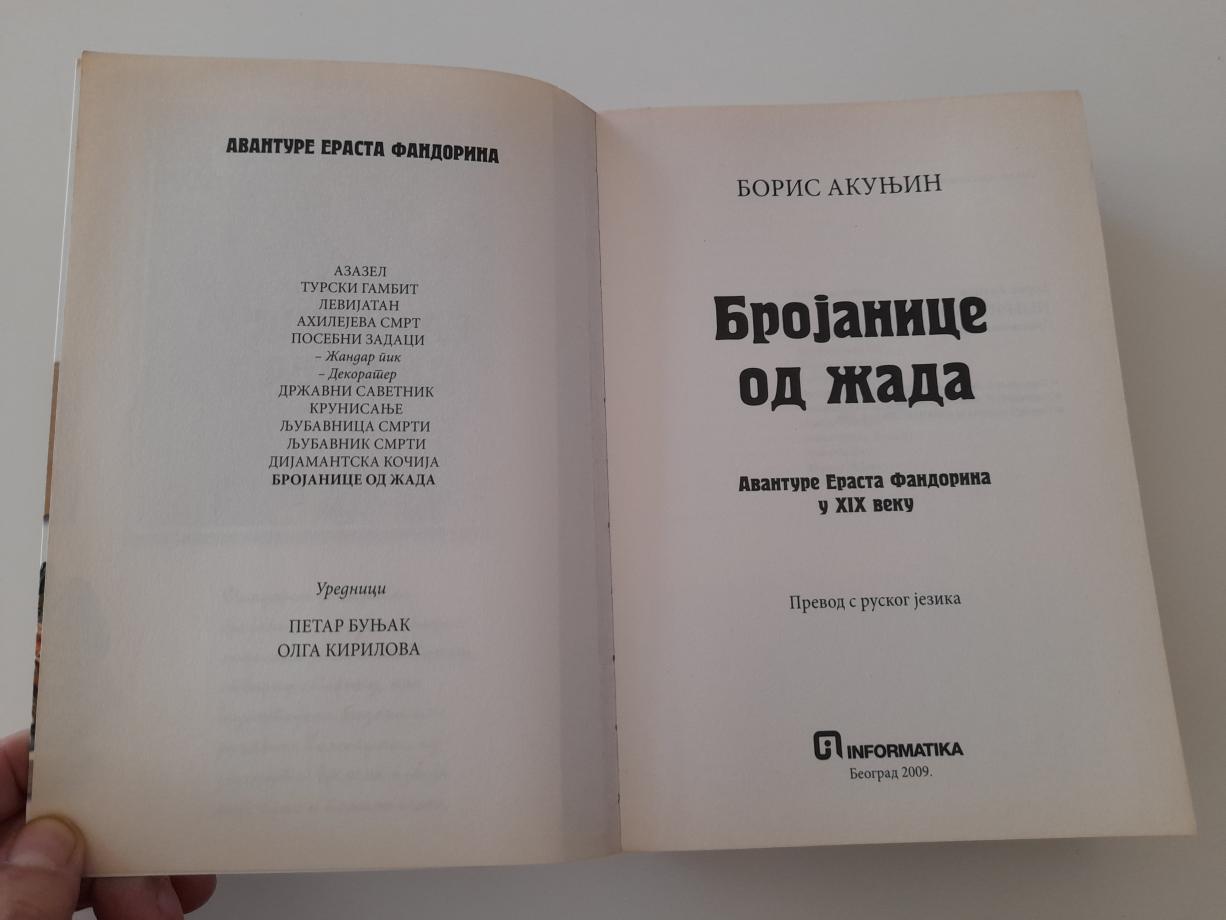 АВАНТУРЕ ЕРАСТА ФАНДОРИНА
АЗАЗЕЛ
ТУРСКИ ГАМБИТ
ЛЕВИЈАТАН
АХИЛЕЈЕВА СМРТ
ПОСЕБНИ ЗАДАЦИ
– Жандар пик
– Декоратер
ДРЖАВНИ САВЕТНИК
КРУНИСАЊЕ
ЉУБАВНИЦА СМРТИ
ЉУБАВНИК СМРТИ
ДИЈАМАНТСКА КОЧИЈА
БРОЈАНИЦЕ ОД ЖАДА
Уредници
ПЕТАР БУЊАК
ОЛГА КИРИЛОВА
БОРИС АКУЊИН
Бројанице
од жада
Авантуре Ераста Фандорина
у XIX веку
Превод с руског језика
INFORMATIKA
Београд 2009.